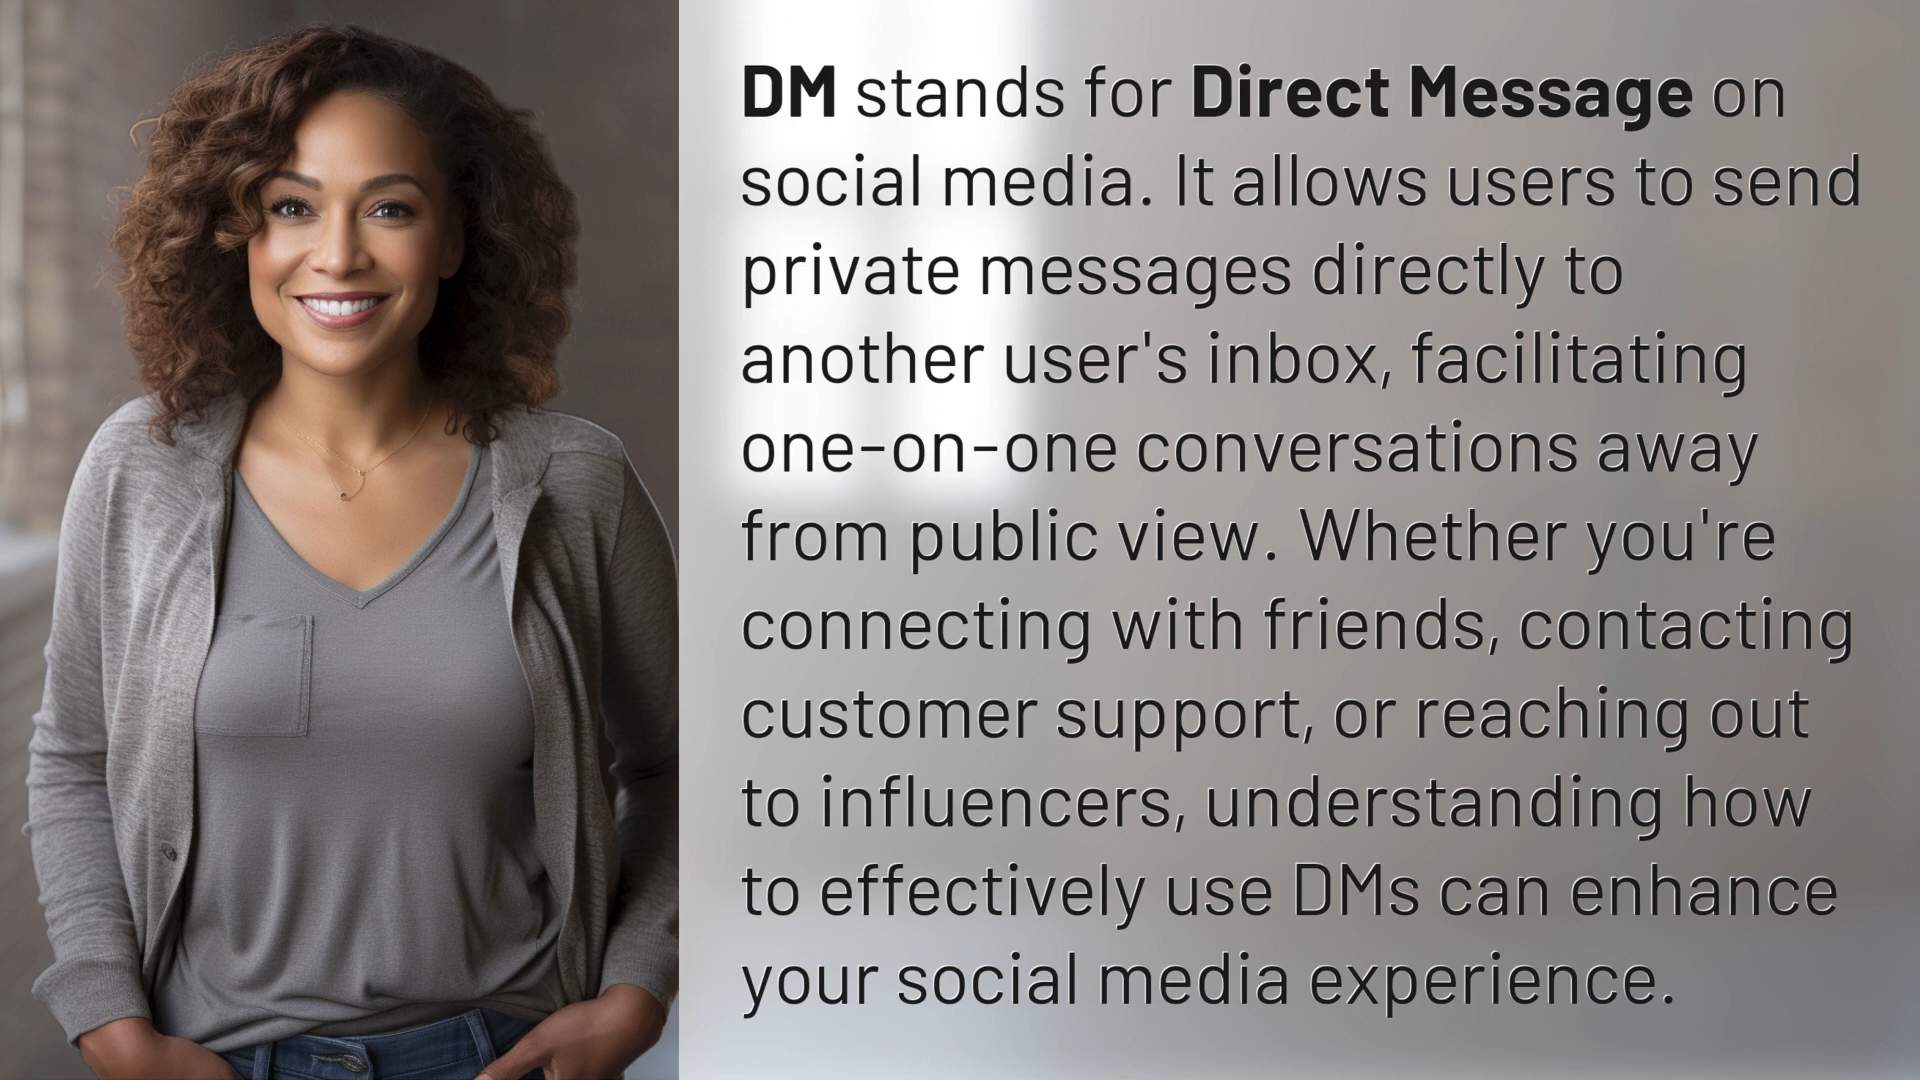 DM stands for Direct Message on
social media. It allows users to send
private messages directly to
another user's inbox, facilitating
one-on-one conversations away
from public view. Whether you're
connecting with friends, contacting
customer support, or reaching out
to influencers, understanding how
to effectively use DMs can enhance
your social media experience.